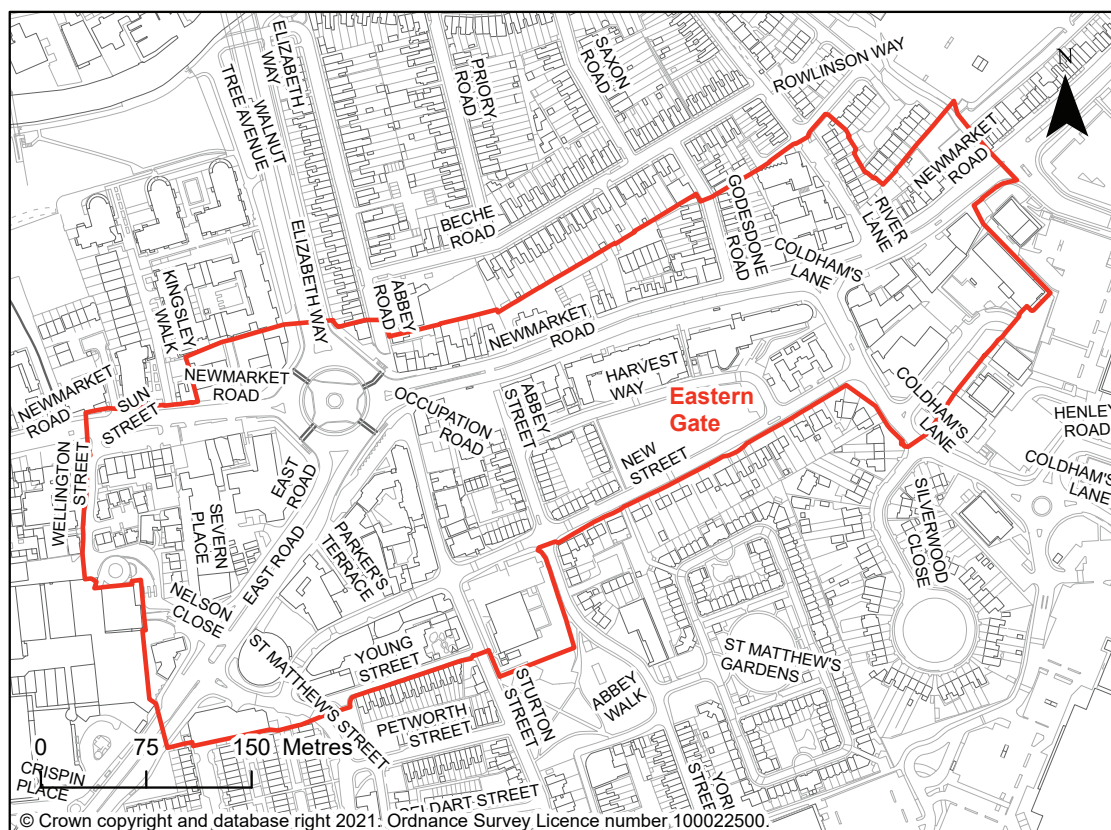 ELIZABETH
WAY
WALNUT
TREE AVENUE
PRIORY
ROAD
SAXON
ROAD
ROWLINSON WAY
N
NEWMARKET
ROAD
BECHE
ROAD
GODESDONE
ROAD
RIVER
LANE
COLDHAM'S
LANE
ELIZABETH WAY
ABBEY
ROAD
KINGSLEY
WALK
NEWMARKET
ROAD
SUN
STREET
NEWMARKET
ROAD
NEWMARKET
ROAD
HARVEST
WAY
Eastern
Gate
OCCUPATION
ROAD
ABBEY
STREET
COLDHAM'S
LANE
HENLEY
ROAD
COLDHAM'S
LANE
WELLINGTON
STREET
SEVERN
PLACE
EAST
ROAD
EAST ROAD
NEW
STREET
PARKER'S
TERRACE
SILVERWOOD
CLOSE
NELSON
CLOSE
YOUNG
STREET
ST MATTHEW'S STREET
ST MATTHEW'S
GARDENS
ABBEY
WALK
STURTON
STREET
PETWORTH
STREET
YORK
STREET
0 75 150 Metres
CRISPIN
PLACE
GELDART STREET
© Crown copyright and database right 2021. Ordnance Survey Licence number 100022500.